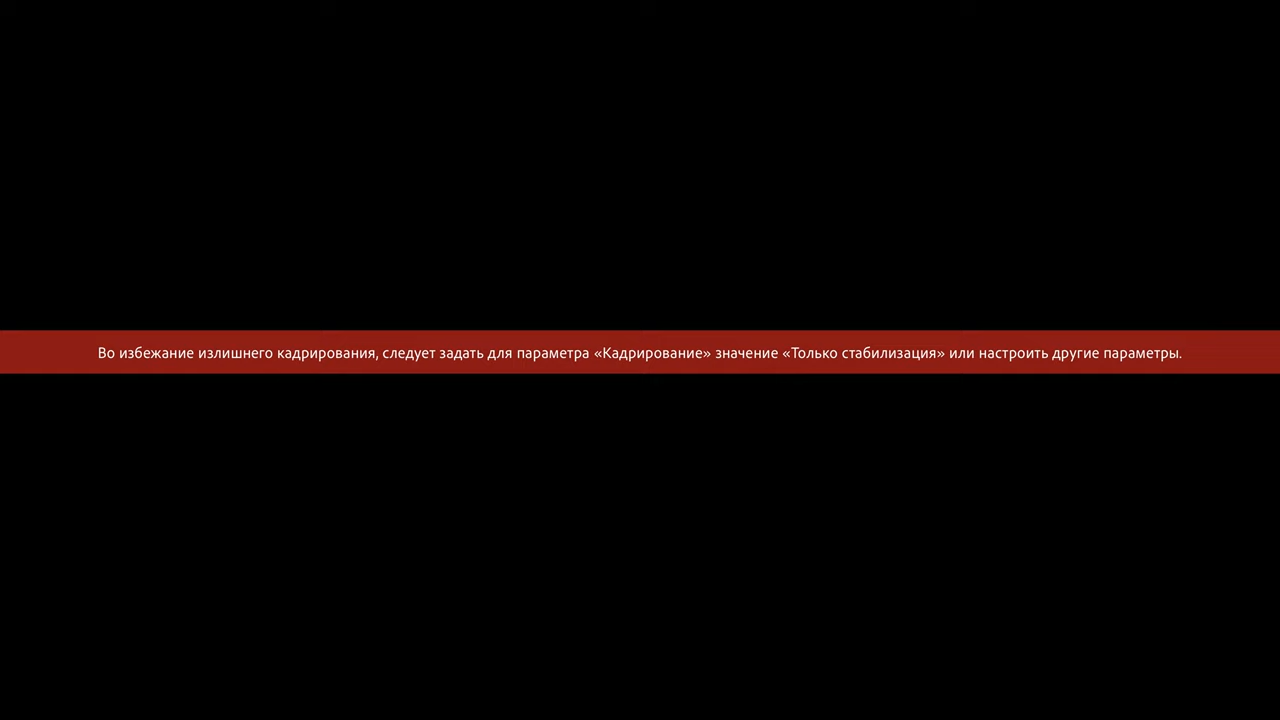 Во избежание излишнего кадрирования, следует задать для параметра «Кадрирование» значение «Только стабилизация» или настроить другие параметры.